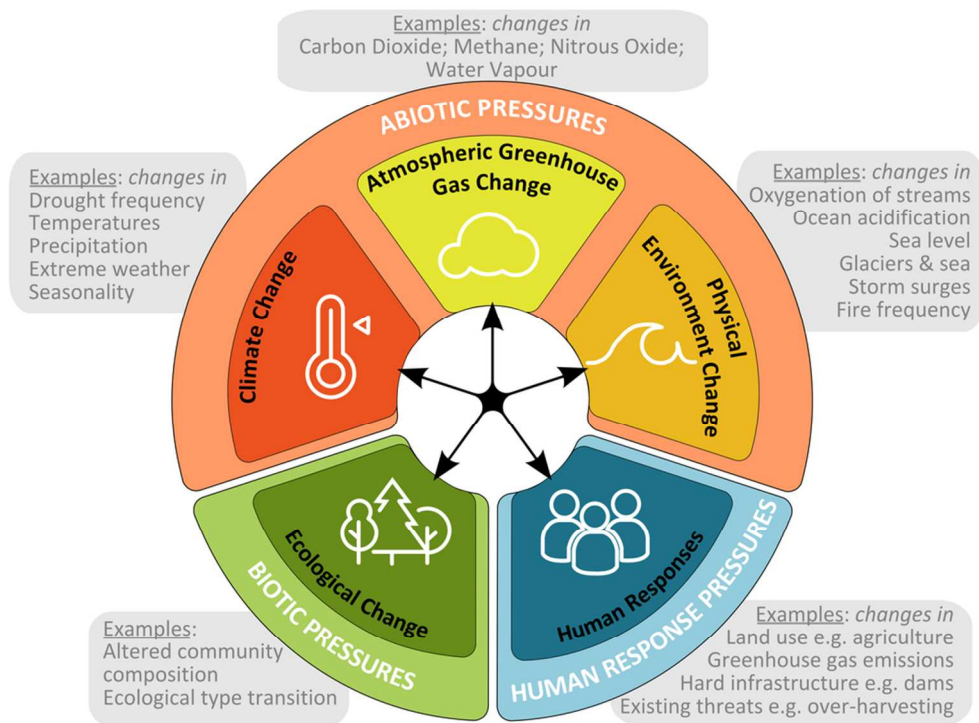 Examples: changes in
Carbon Dioxide; Methane; Nitrous Oxide;
Water Vapour
ABIOTIC PRESSURES
Atmospheric Greenhouse
Gas Change
Examples: changes in
Drought frequency
Temperatures
Precipitation
Extreme weather
Seasonality
Climate Change
Examples: changes in
Oxygenation of streams
Ocean acidification
Sea level
Glaciers & sea
Storm surges
Fire frequency
Physical
Environment Change
Ecological Change
BIOTIC PRESSURES
Examples:
Altered community
composition
Ecological type transition
Human Responses
HUMAN RESPONSE PRESSURES
Examples: changes in
Land use e.g. agriculture
Greenhouse gas emissions
Hard infrastructure e.g. dams
Existing threats e.g. over-harvesting